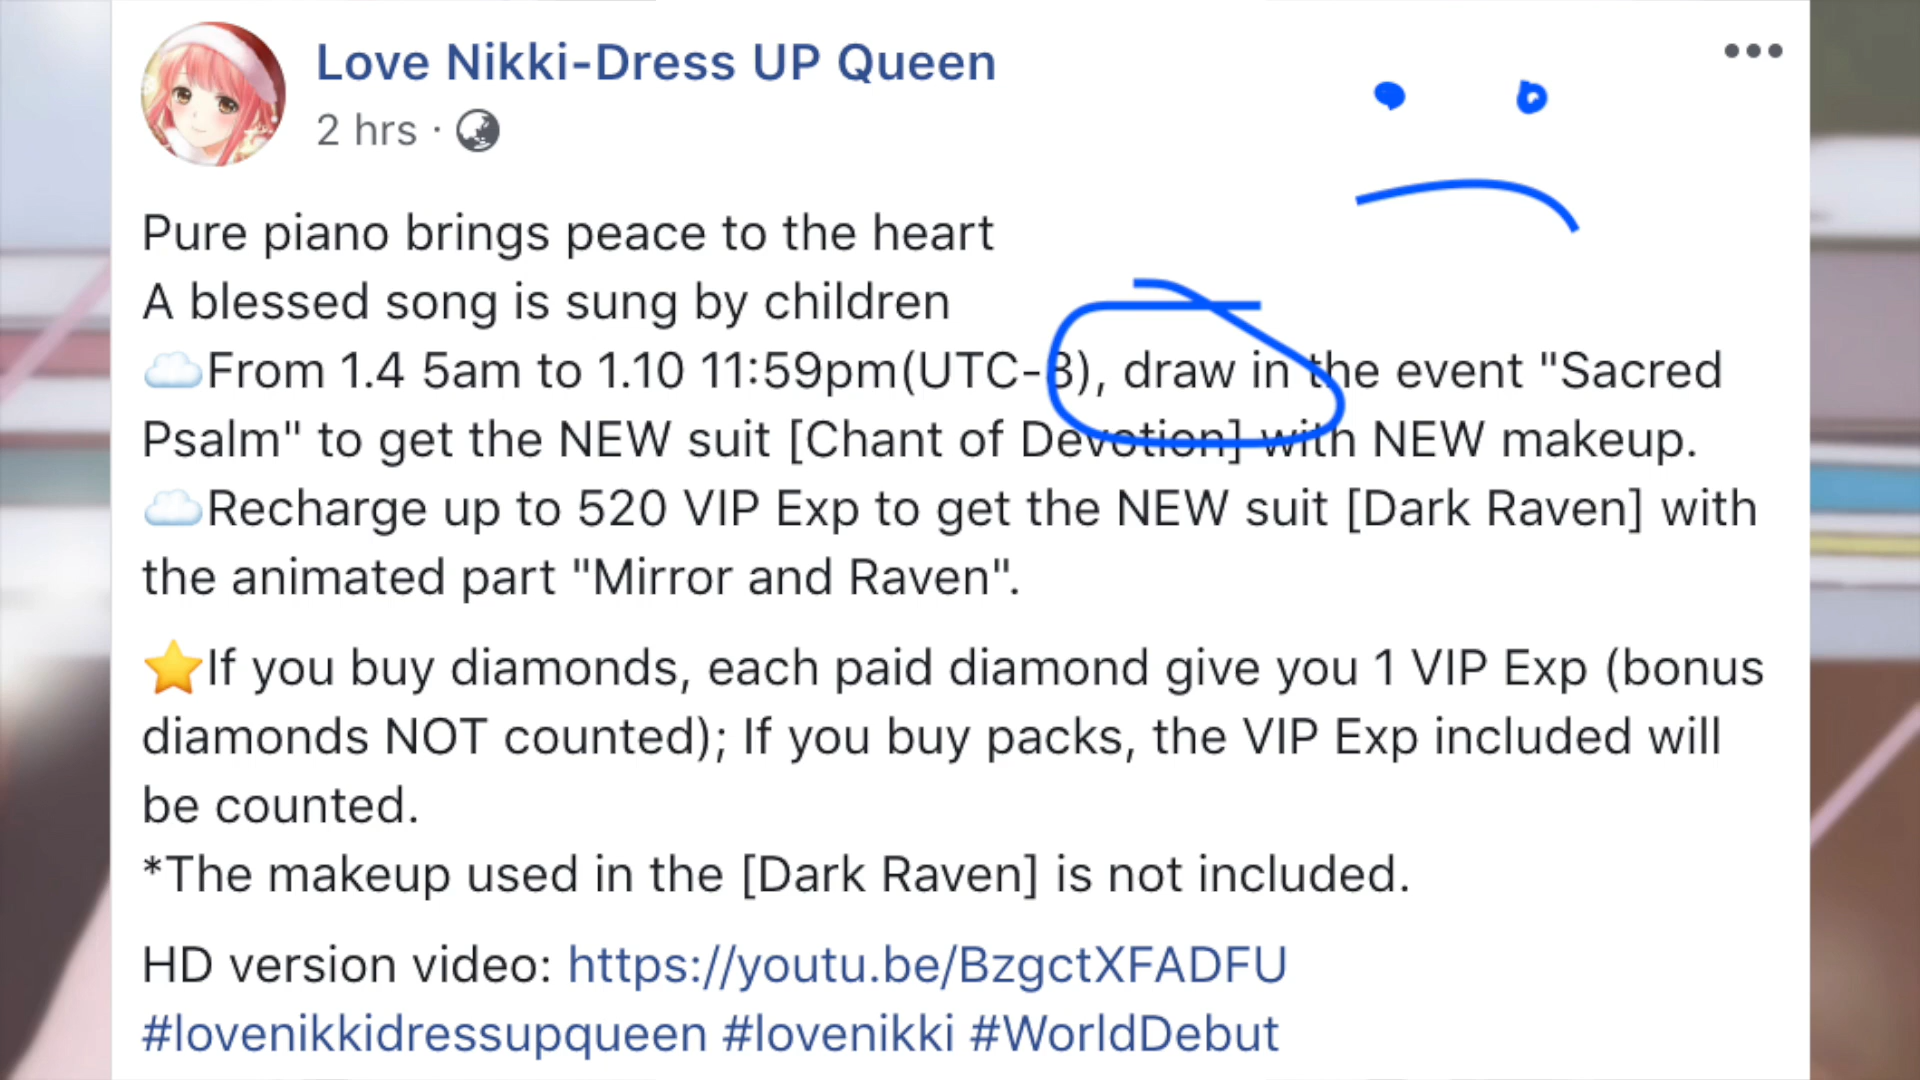 Love Nikki-Dress UP Queen
2 hrs ·
Pure piano brings peace to the heart
A blessed song is sung by children
☁️From 1.4 5am to 1.10 11:59pm(UTC-8), draw in the event "Sacred
Psalm" to get the NEW suit [Chant of Devotion] with NEW makeup.
☁️Recharge up to 520 VIP Exp to get the NEW suit [Dark Raven] with
the animated part "Mirror and Raven".
⭐If you buy diamonds, each paid diamond give you 1 VIP Exp (bonus
diamonds NOT counted); If you buy packs, the VIP Exp included will
be counted.
*The makeup used in the [Dark Raven] is not included.
HD version video: https://youtu.be/BzgctXFADFU
#lovenikkidressupqueen #lovenikki #WorldDebut